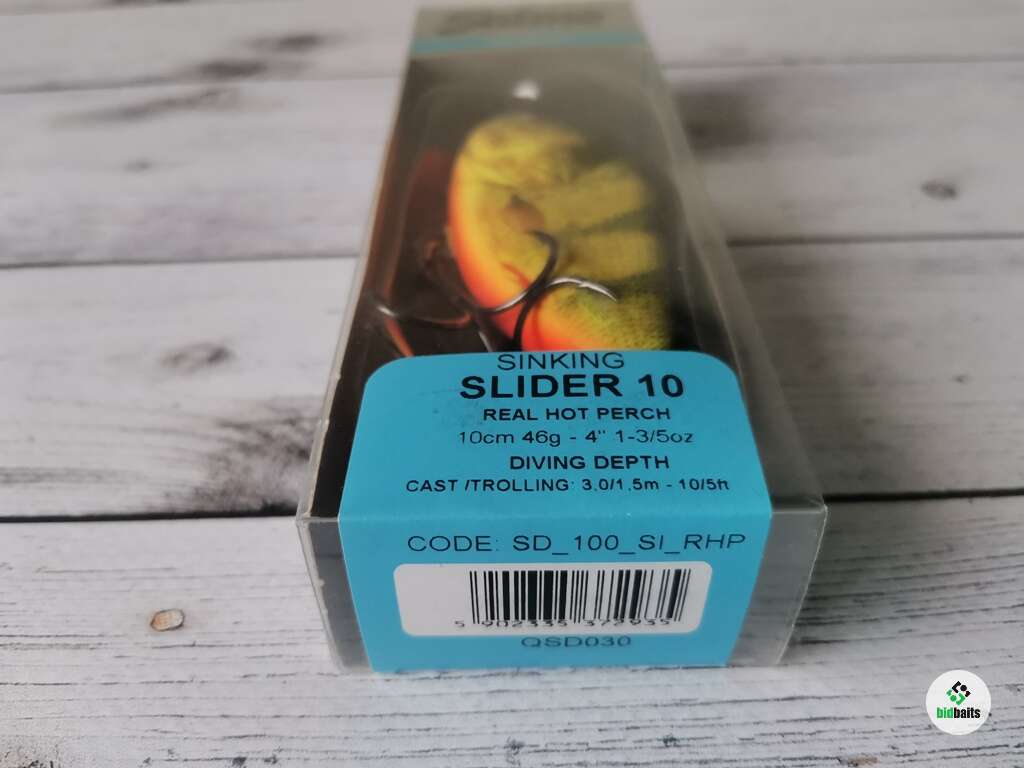 SINKING
SLIDER 10
REAL HOT PERCH
10cm 46g - 4" 1-3/5oz
DIVING DEPTH
CAST /TROLLING: 3,0/1,5m - 10/5ft
CODE: SD_100_SI_RHP
QSD030
bidbaits